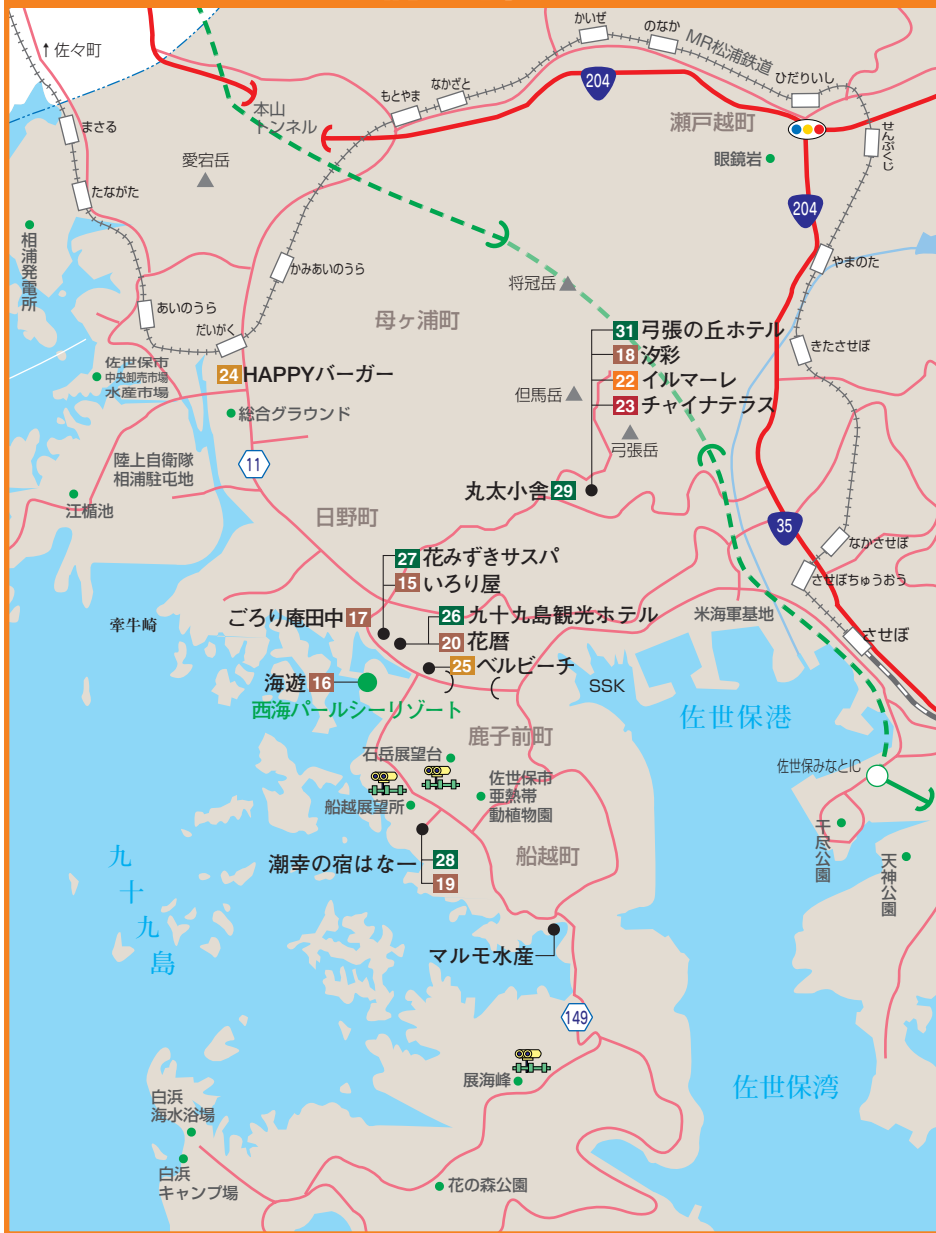 ↑佐々町
かいぜ
のなか
MR松浦鉄道
ひだりいし
204
なかざと
もとやま
本山
トンネル
瀬戸越町
まさる
せんぷくじ
愛宕岳
眼鏡岩
たながた
204
相浦発電所
やまのた
かみあいのうら
将冠岳
あいのうら
母ヶ浦町
だいがく
31 弓張の丘ホテル
きたさせぼ
18 汐彩
佐世保市
中央卸売市場
水産市場
24 HAPPYバーガー
22 イルマーレ
但馬岳
23 チャイナテラス
総合グラウンド
弓張岳
陸上自衛隊
相浦駐屯地
11
丸太小舎 29
江楯池
日野町
35
なかさせぼ
27 花みずきサスパ
15 いろり屋
させぼちゅうおう
ごろり庵田中 17
26 九十九島観光ホテル
米海軍基地
牽牛崎
20 花暦
させぼ
25 ベルビーチ
海遊 16
SSK
西海パールシーリゾート
佐世保港
鹿子前町
石岳展望台
佐世保みなとIC
佐世保市
亜熱帯
動植物園
船越展望所
干尽公園
船越町
潮幸の宿はなー
28
19
天神公園
九十九島
マルモ水産
149
展海峰
佐世保湾
白浜
海水浴場
白浜
キャンプ場
花の森公園